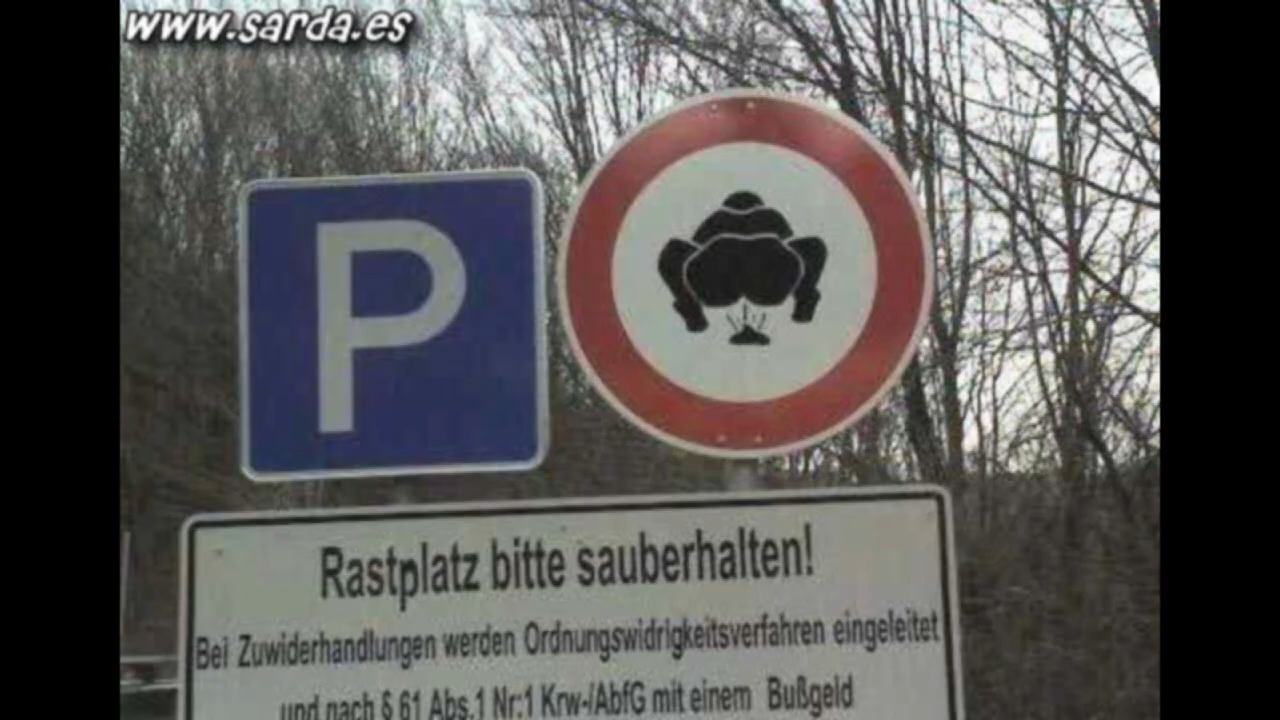 www.sarda.es
P
Rastplatz bitte sauberhalten!
Bei Zuwiderhandlungen werden Ordnungswidrigkeitsverfahren eingeleitet
und nach § 61 Abs.1 Nr:1 Krw-/AbfG mit einem Bußgeld